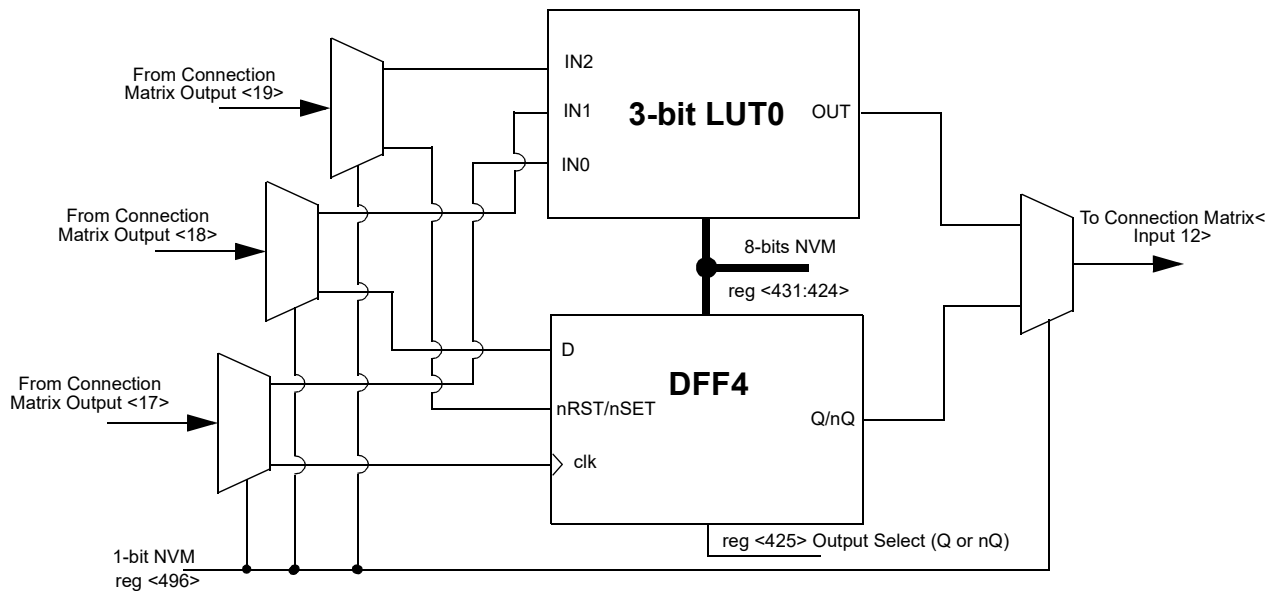 From Connection
Matrix Output <19>
IN2
IN1
IN0
3-bit LUT0
OUT
From Connection
Matrix Output <18>
To Connection Matrix<
Input 12>
8-bits NVM
reg <431:424>
From Connection
Matrix Output <17>
D
DFF4
nRST/nSET
Q/nQ
clk
reg <425> Output Select (Q or nQ)
1-bit NVM
reg <496>